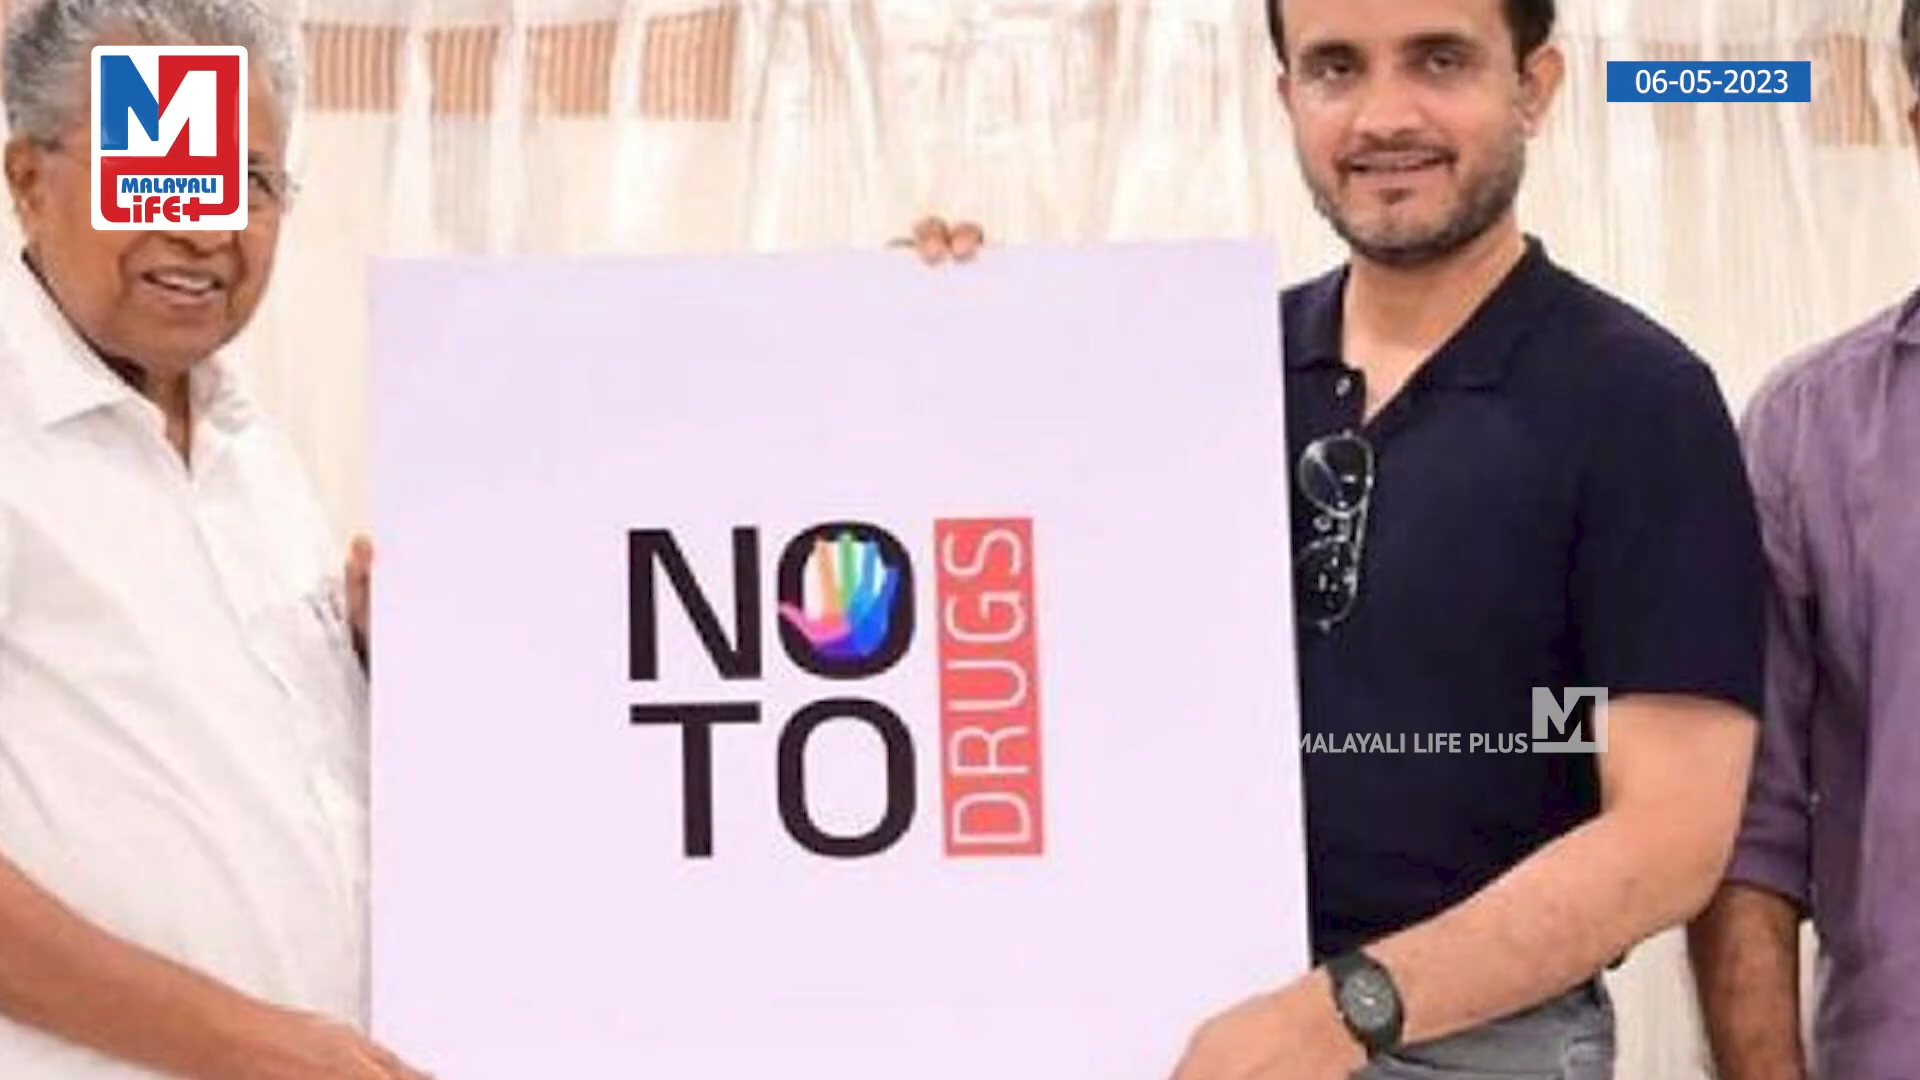 MALAYALI
LiFE+
06-05-2023
NO
TO
DRUGS
MALAYALI LIFE PLUS